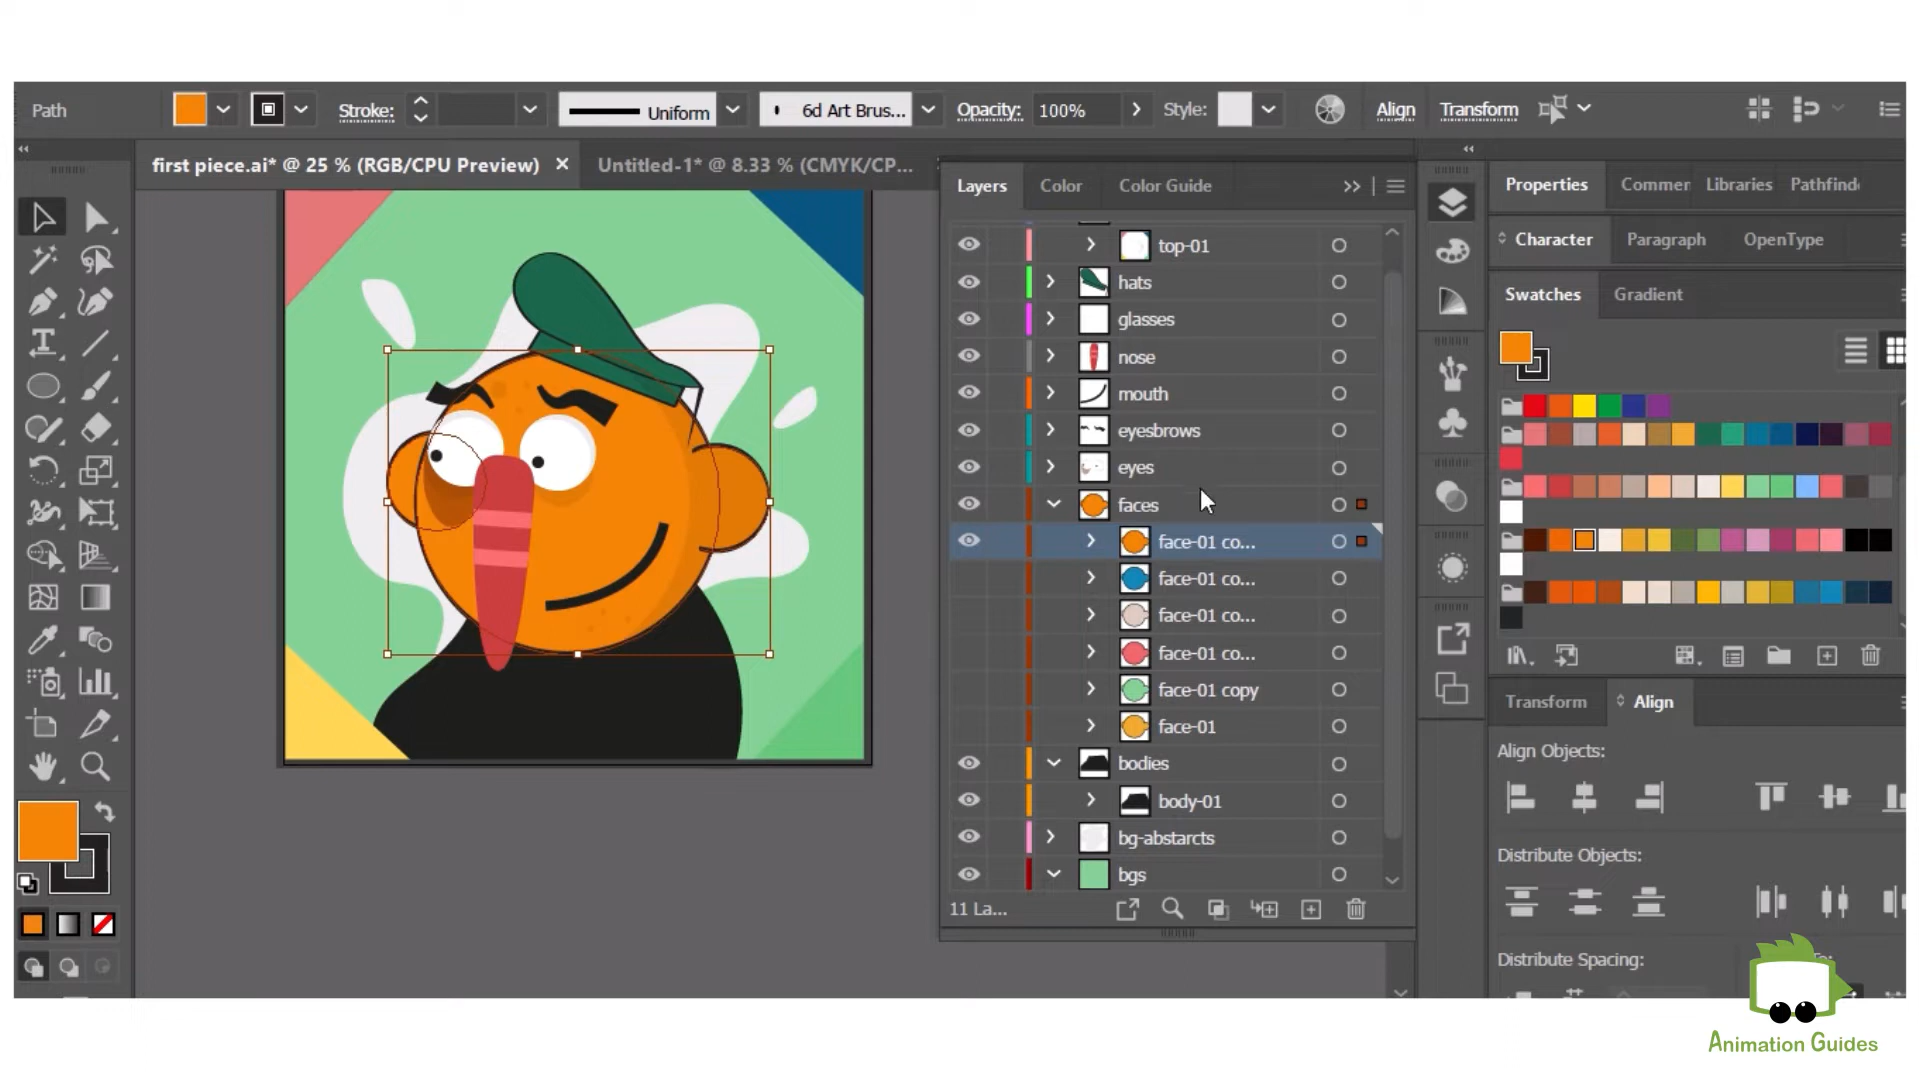 Path
Stroke:
Uniform
6d Art Brus...
Opacity:
100%
Style:
Align
Transform
first piece.ai* @ 25 % (RGB/CPU Preview)
Untitled-1* @ 8.33 % (CMYK/CP...
Layers
Color
Color Guide
Properties
Commer
Libraries
Pathfind
Character
Paragraph
OpenType
Swatches
Gradient
top-01
hats
glasses
nose
mouth
eyesbrows
eyes
faces
face-01 co...
face-01 co...
face-01 co...
face-01 co...
face-01 copy
face-01
bodies
body-01
bg-abstarcts
bgs
11 La...
Transform
Align
Align Objects:
Distribute Objects:
Distribute Spacing:
Animation Guides